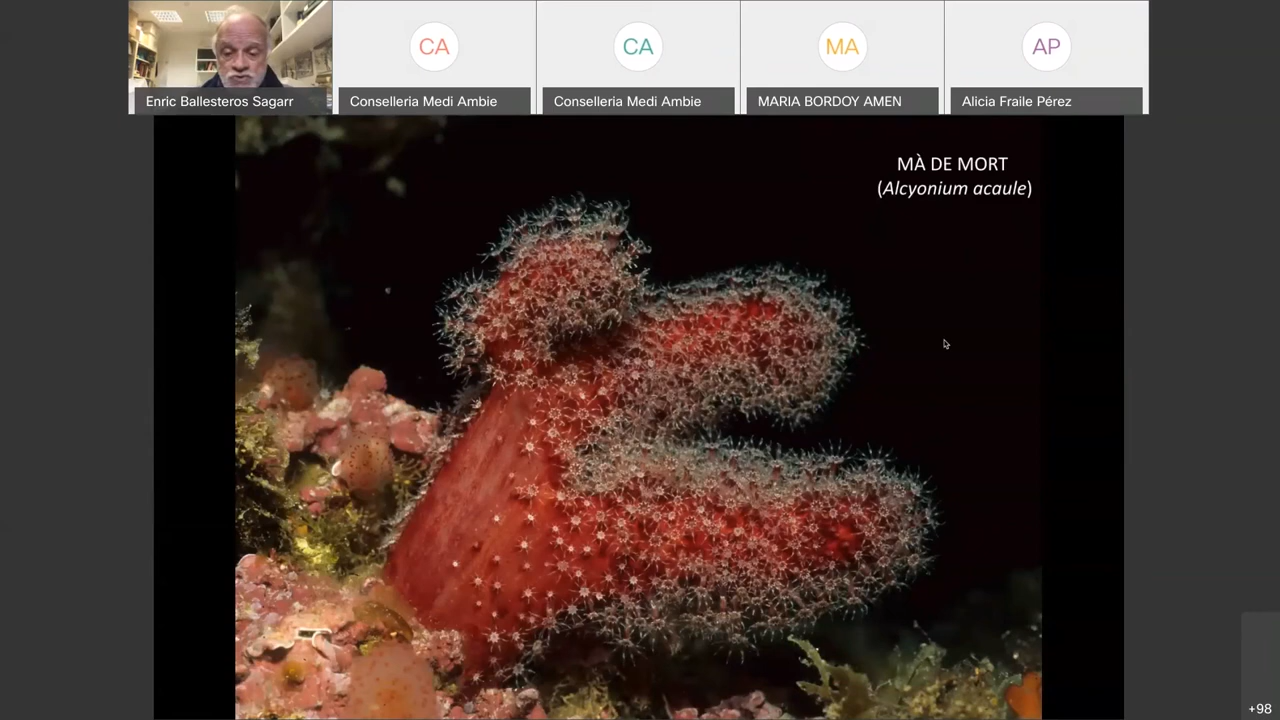 CA
CA
MA
AP
Enric Ballesteros Sagarr
Conselleria Medi Ambie
Conselleria Medi Ambie
MARIA BORDOY AMEN
Alicia Fraile Pérez
MÀ DE MORT
(Alcyonium acaule)
+98